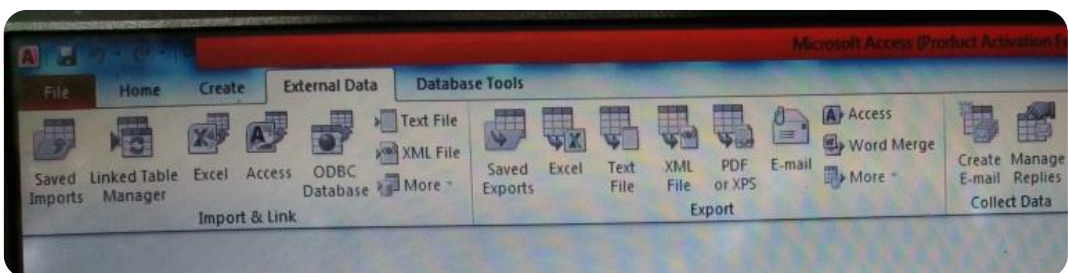 Microsoft Access (Product Activation
File Home Create External Data Database Tools
Saved Imports
Linked Table Manager
Excel
Access
ODBC Database
Text File
XML File
More
Import & Link
Saved Exports
Excel
Text File
XML File
PDF or XPS
E-mail
Access
Word Merge
More
Export
Create E-mail
Manage Replies
Collect Data